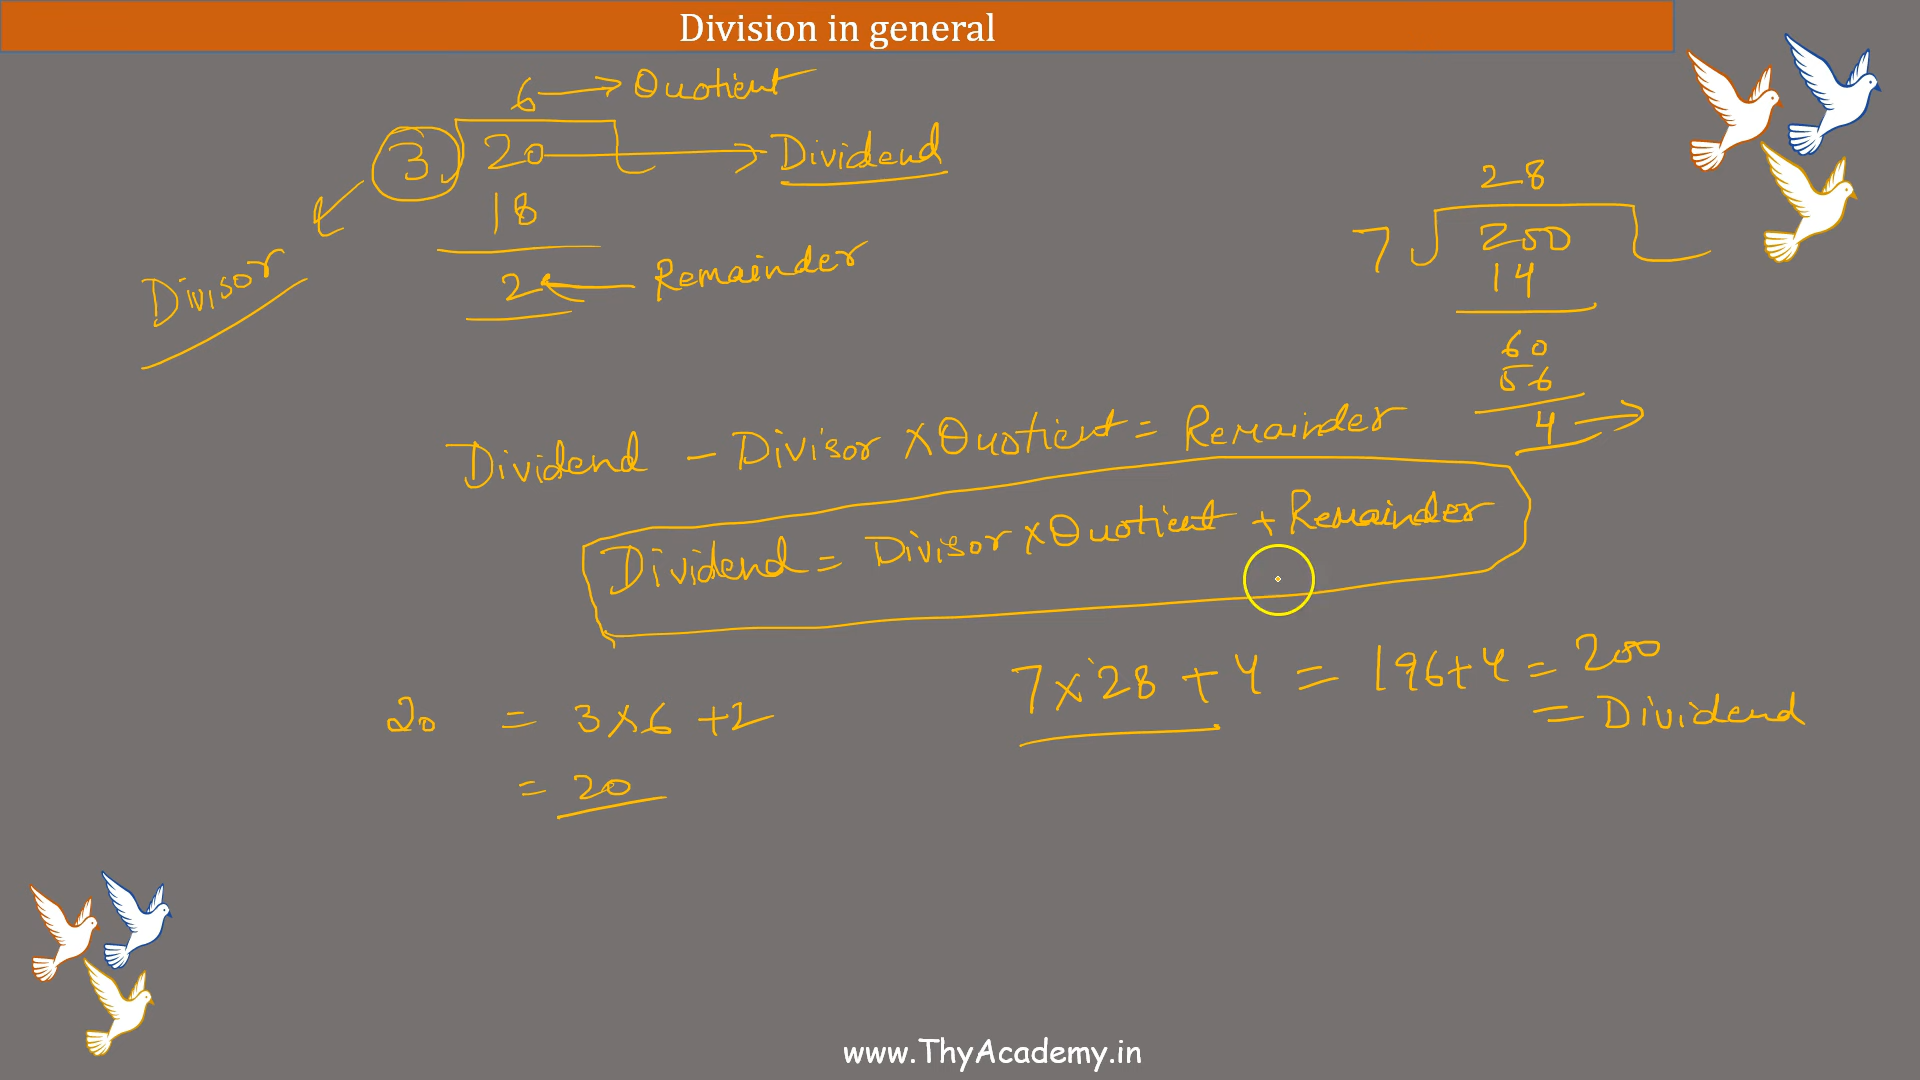 Division in general
6 → Quotient
3 20 → Dividend
18
2 ← Remainder
Divisor
28
7 200
14
60
56
4 →
Dividend - Divisor × Quotient = Remainder
Dividend = Divisor × Quotient + Remainder
20 = 3 × 6 + 2
= 20
7 × 28 + 4 = 196 + 4 = 200
= Dividend
www.ThyAcademy.in